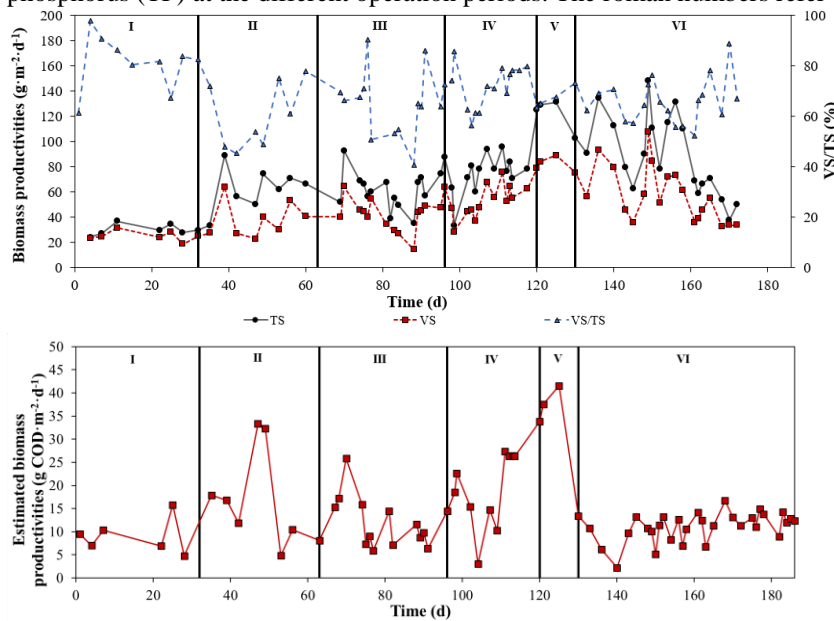 phosphorus (TP) at the different operation periods. The roman numbers refer
200
180
160
140
120
100
80
60
40
20
0
Biomass productivities (g·m⁻²·d⁻¹)
I
II
III
IV
V
VI
100
80
60
40
20
0
VS/TS (%)
0
20
40
60
80
100
120
140
160
180
Time (d)
TS
VS
VS/TS
50
45
40
35
30
25
20
15
10
5
0
Estimated biomass
productivities (g COD·m⁻²·d⁻¹)
I
II
III
IV
V
VI
0
20
40
60
80
100
120
140
160
180
Time (d)